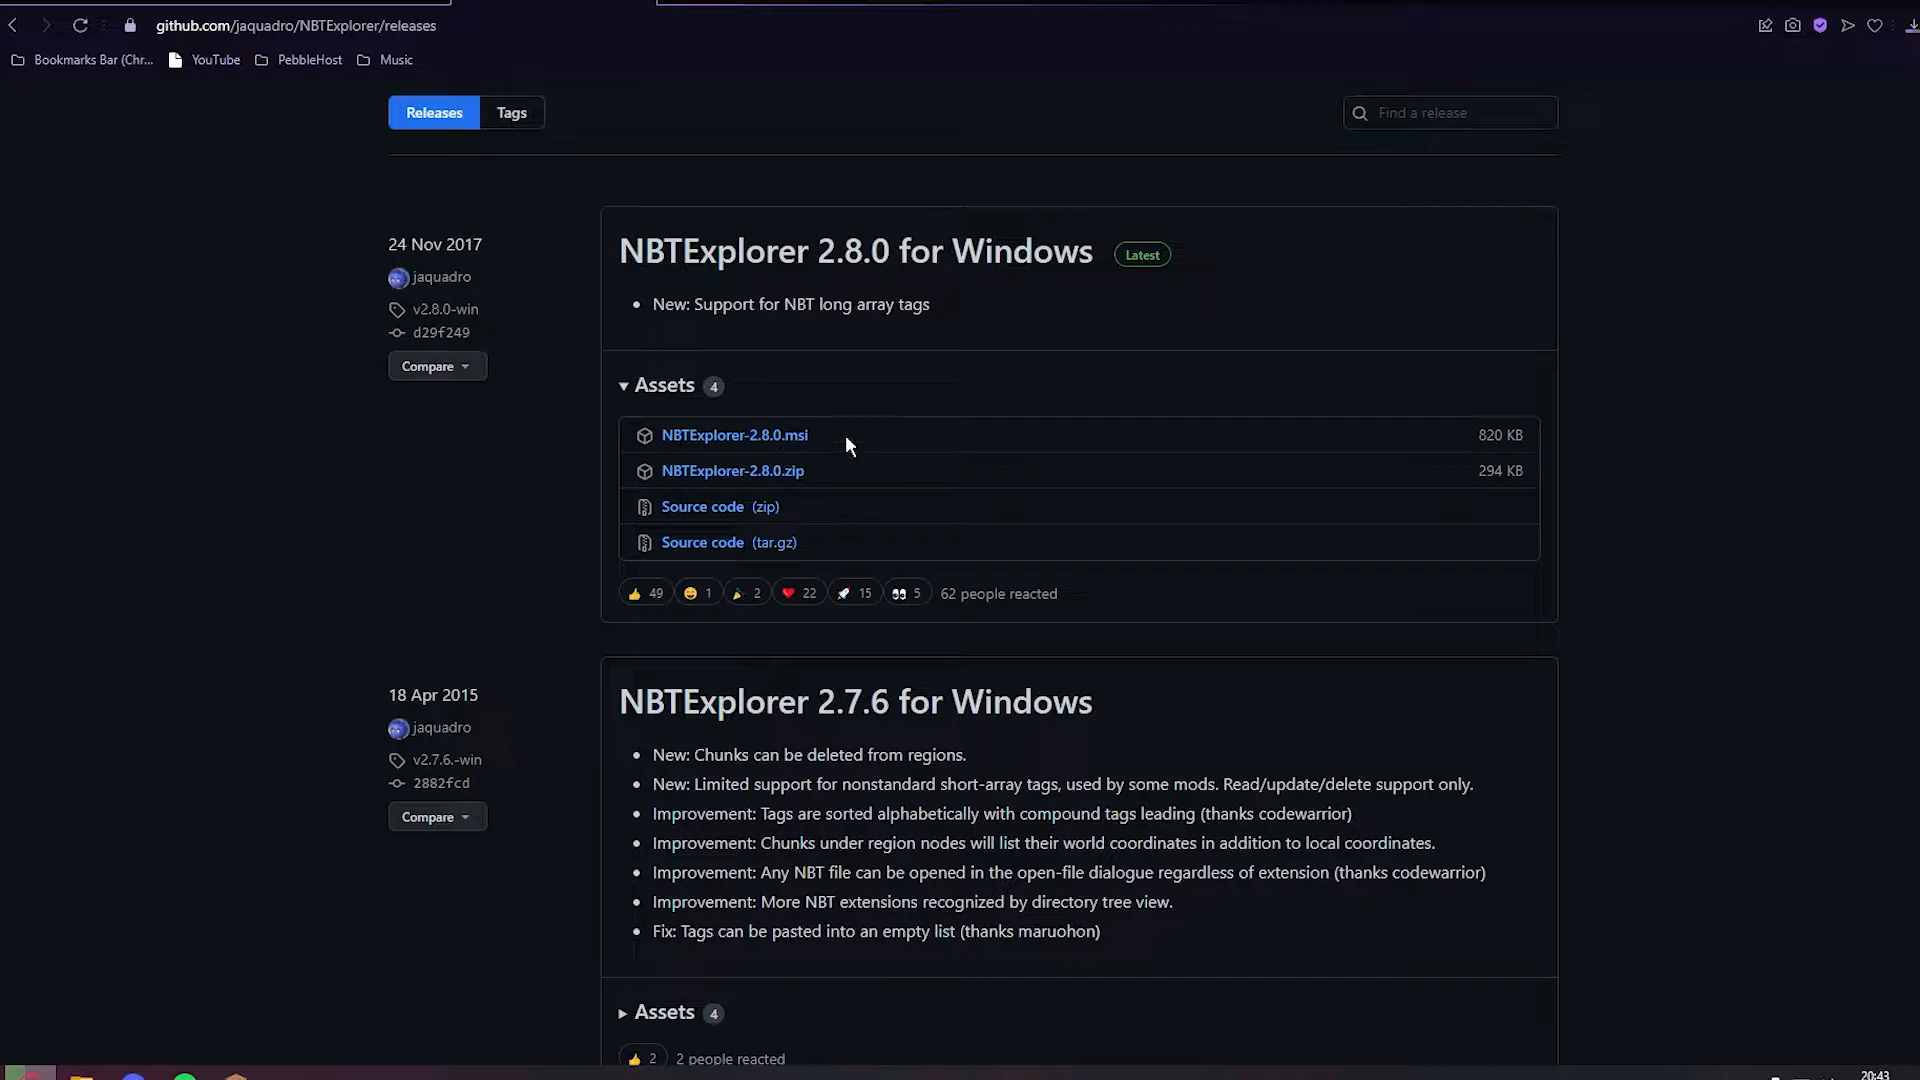 github.com/jaquadro/NBTExplorer/releases
Bookmarks Bar (Chr... YouTube PebbleHost Music
Releases Tags Find a release
24 Nov 2017
jaquadro
v2.8.0-win
d29f249
Compare
NBTExplorer 2.8.0 for Windows Latest
New: Support for NBT long array tags
Assets 4
NBTExplorer-2.8.0.msi 820 KB
NBTExplorer-2.8.0.zip 294 KB
Source code (zip)
Source code (tar.gz)
49 1 2 22 15 5 62 people reacted
18 Apr 2015
jaquadro
v2.7.6.-win
2882fcd
Compare
NBTExplorer 2.7.6 for Windows
New: Chunks can be deleted from regions.
New: Limited support for nonstandard short-array tags, used by some mods. Read/update/delete support only.
Improvement: Tags are sorted alphabetically with compound tags leading (thanks codewarrior)
Improvement: Chunks under region nodes will list their world coordinates in addition to local coordinates.
Improvement: Any NBT file can be opened in the open-file dialogue regardless of extension (thanks codewarrior)
Improvement: More NBT extensions recognized by directory tree view.
Fix: Tags can be pasted into an empty list (thanks maruohon)
Assets 4
2 2 people reacted
20:43